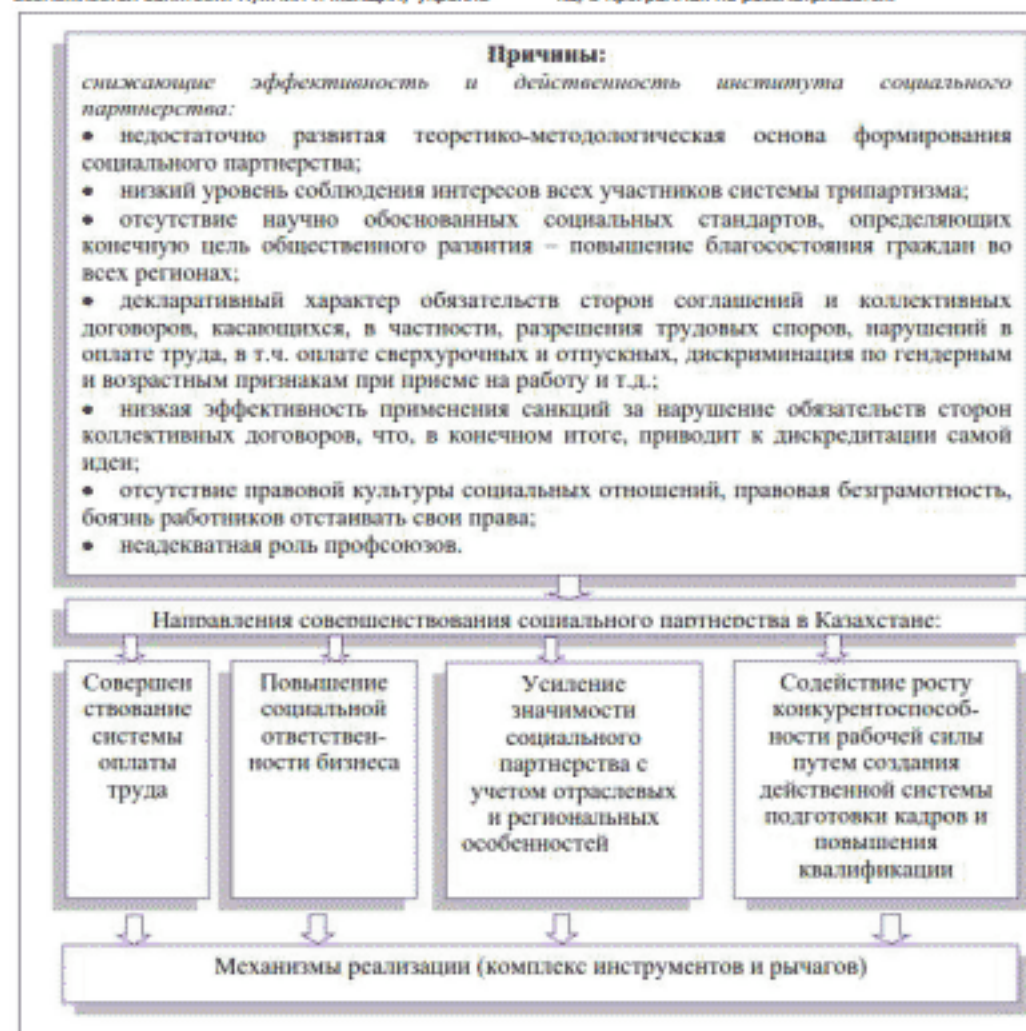 Причины:
снижающие эффективность и действенность института социального
партнерства:
• недостаточно развитая теоретико-методологическая основа формирования
социального партнерства;
• низкий уровень соблюдения интересов всех участников системы трипартизма;
• отсутствие научно обоснованных социальных стандартов, определяющих
конечную цель общественного развития – повышение благосостояния граждан во
всех регионах;
• декларативный характер обязательств сторон соглашений и коллективных
договоров, касающихся, в частности, разрешения трудовых споров, нарушений в
оплате труда, в т.ч. оплате сверхурочных и отпускных, дискриминация по гендерным
и возрастным признакам при приеме на работу и т.д.;
• низкая эффективность применения санкций за нарушение обязательств сторон
коллективных договоров, что, в конечном итоге, приводит к дискредитации самой
идеи;
• отсутствие правовой культуры социальных отношений, правовая безграмотность,
боязнь работников отстаивать свои права;
• неадекватная роль профсоюзов.
Направления совершенствования социального партнерства в Казахстане:
Совершен
ствование
системы
оплаты
труда
Повышение
социальной
ответствен-
ности бизнеса
Усиление
значимости
социального
партнерства с
учетом отраслевых
и региональных
особенностей
Содействие росту
конкурентоспособ-
ности рабочей силы
путем создания
действенной системы
подготовки кадров и
повышения
квалификации
Механизмы реализации (комплекс инструментов и рычагов)